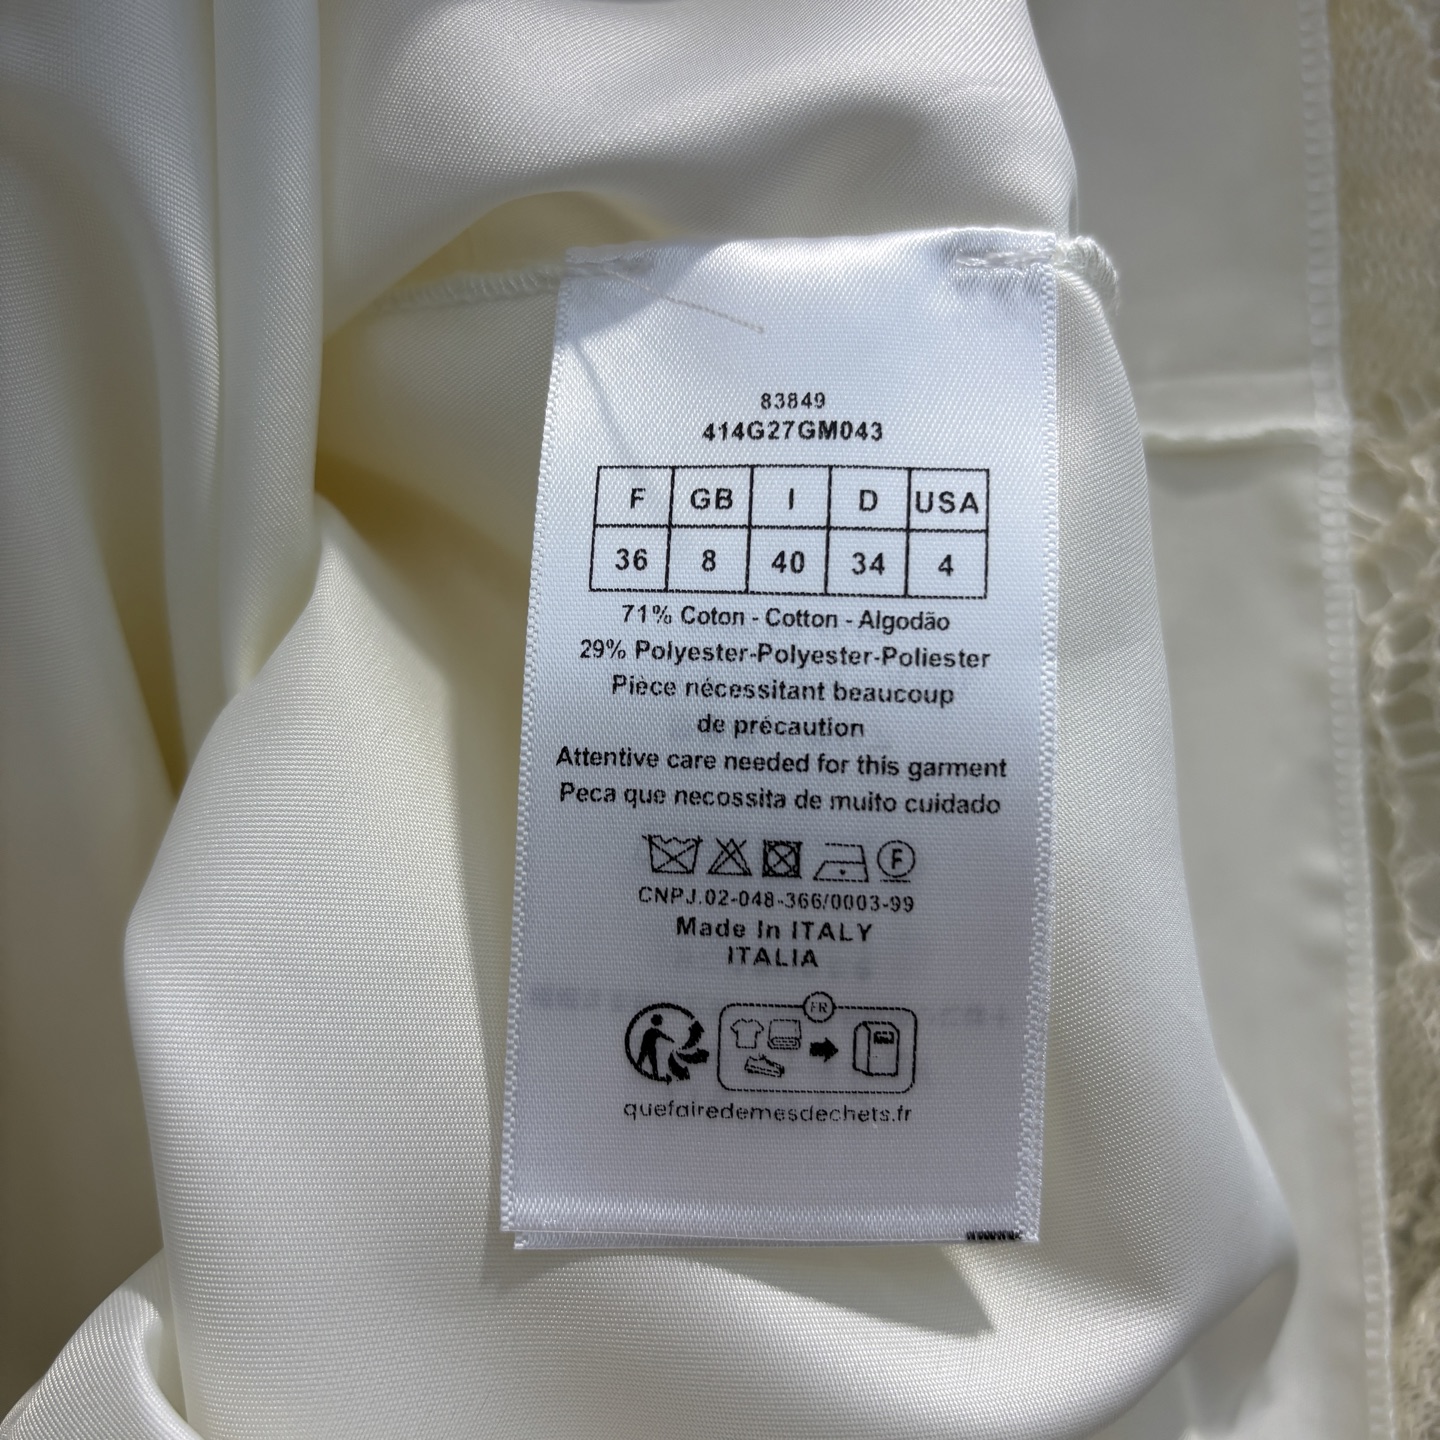 83849
414G27GM043
F GB I D USA
36 8 40 34 4
71% Coton - Cotton - Algodão
29% Polyester-Polyester-Poliester
Pièce nécessitant beaucoup
de précaution
Attentive care needed for this garment
Peca que necossita de muito cuidado
F
CNPJ.02-048-366/0003-99
Made In ITALY
ITALIA
FR
quefairedemesdechets.fr